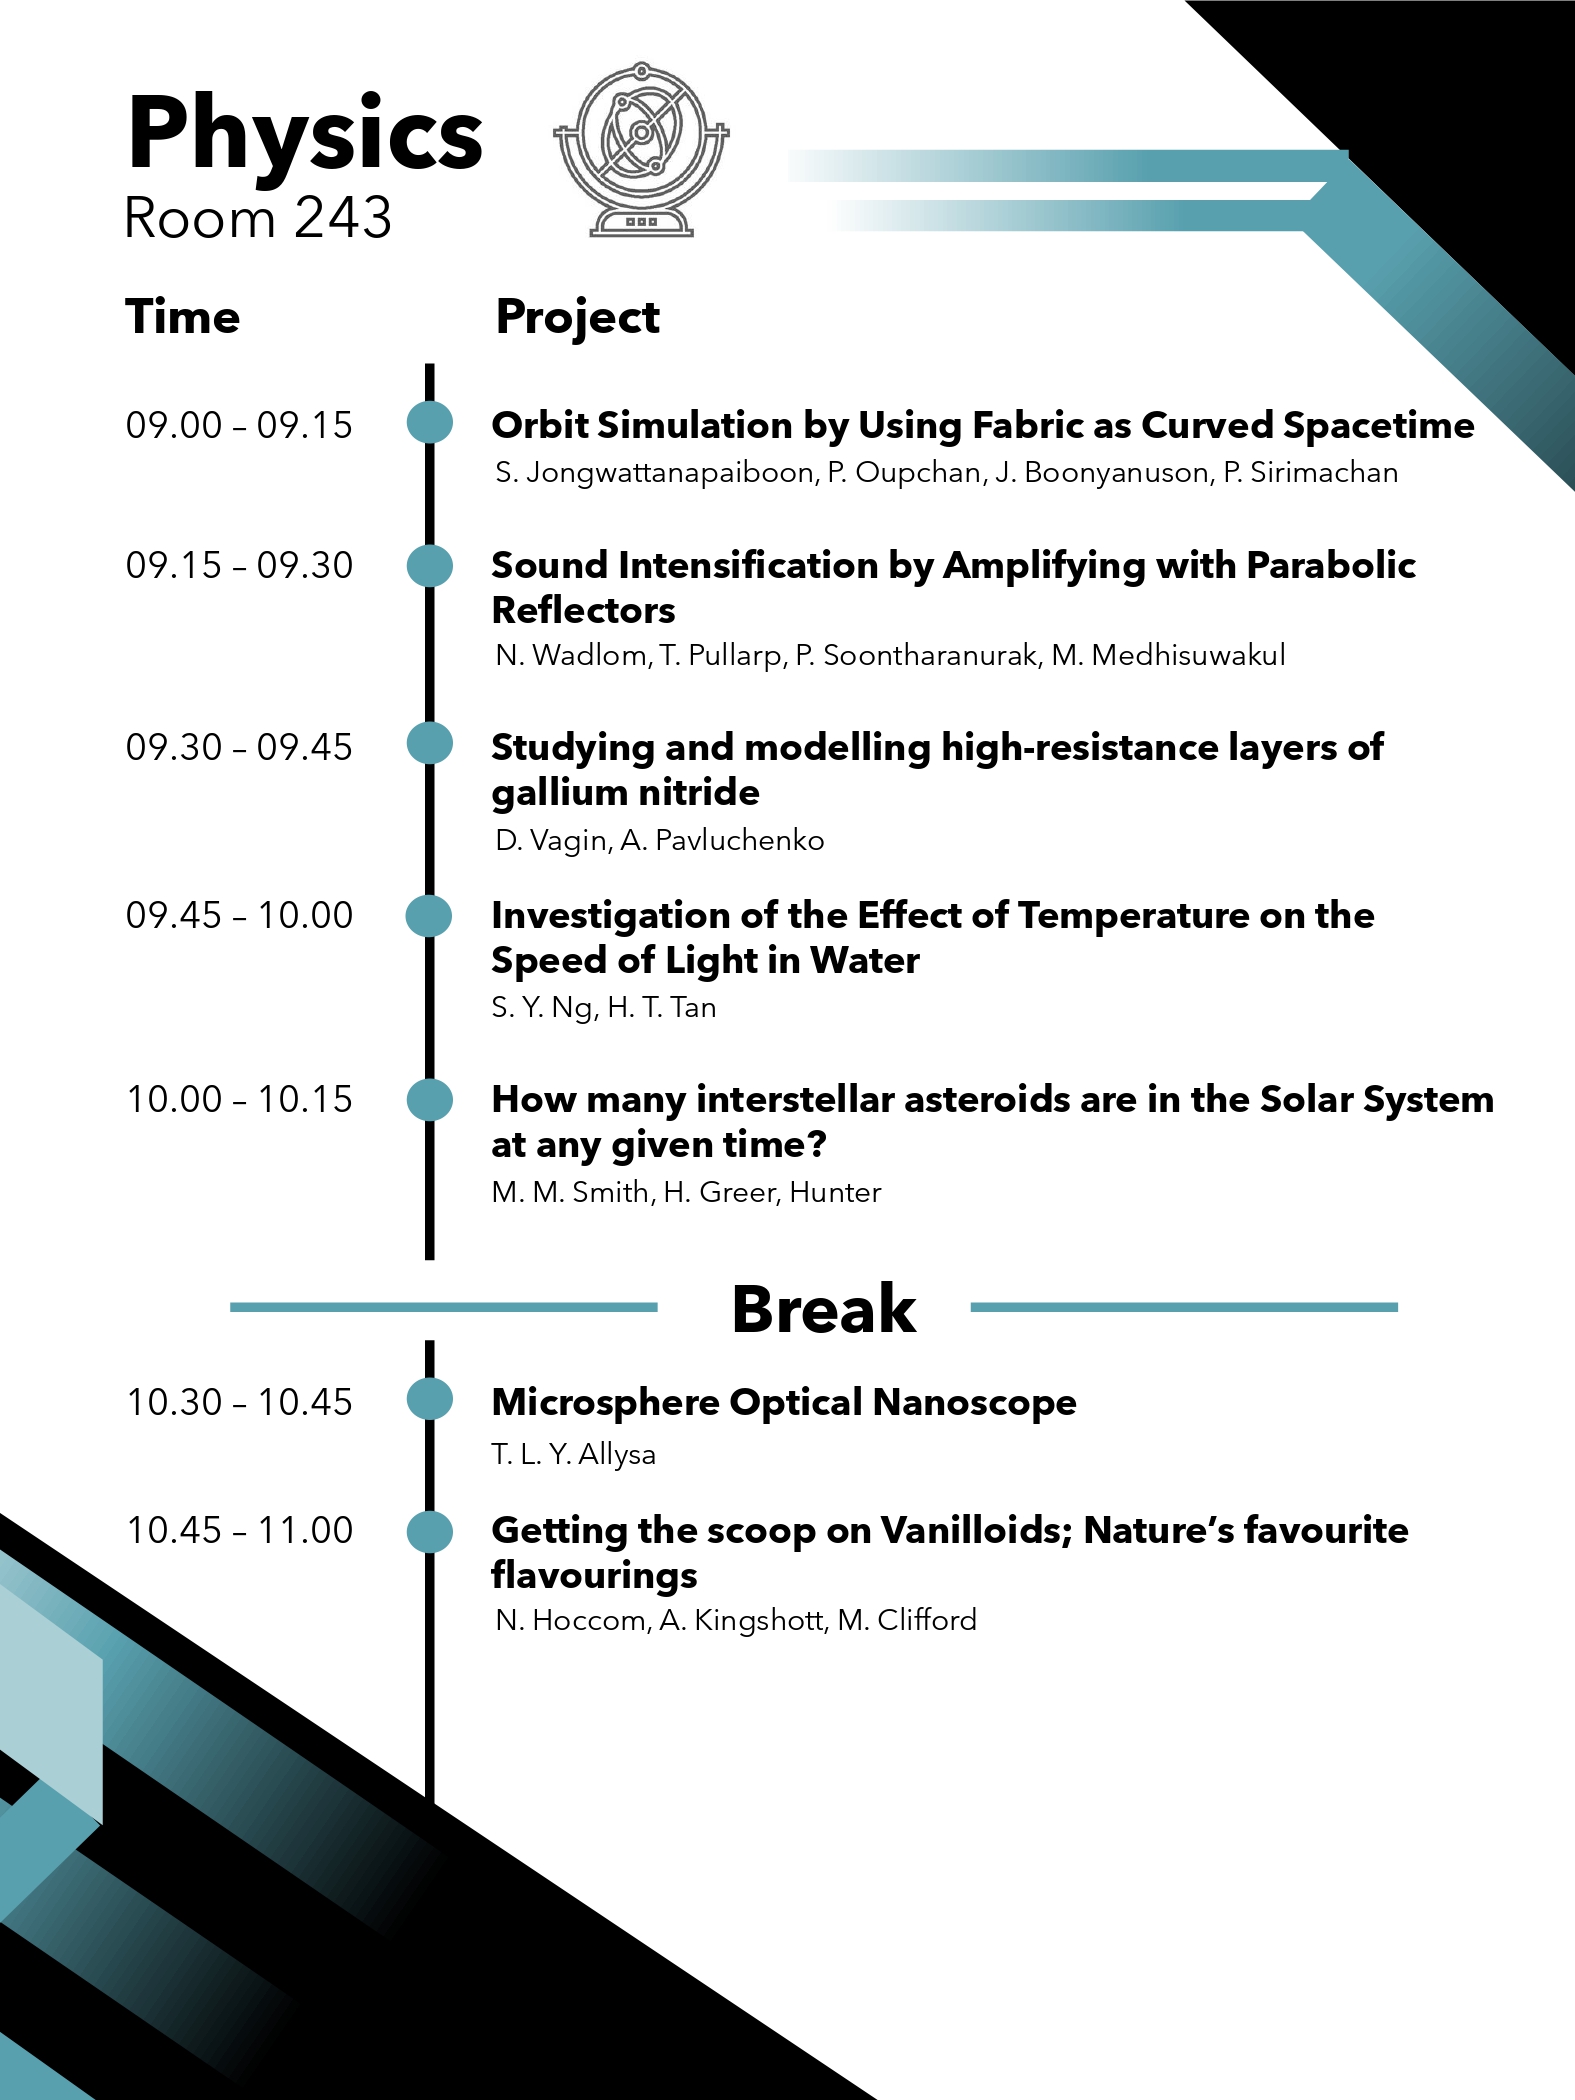 Physics
Room 243
Time Project
09.00 – 09.15 Orbit Simulation by Using Fabric as Curved Spacetime
S. Jongwattanapaiboon, P. Oupchan, J. Boonyanuson, P. Sirimachan
09.15 – 09.30 Sound Intensification by Amplifying with Parabolic
Reflectors
N. Wadlom, T. Pullarp, P. Soontharanurak, M. Medhisuwakul
09.30 – 09.45 Studying and modelling high-resistance layers of
gallium nitride
D. Vagin, A. Pavluchenko
09.45 – 10.00 Investigation of the Effect of Temperature on the
Speed of Light in Water
S. Y. Ng, H. T. Tan
10.00 – 10.15 How many interstellar asteroids are in the Solar System
at any given time?
M. M. Smith, H. Greer, Hunter
Break
10.30 – 10.45 Microsphere Optical Nanoscope
T. L. Y. Allysa
10.45 – 11.00 Getting the scoop on Vanilloids; Nature’s favourite
flavourings
N. Hoccom, A. Kingshott, M. Clifford